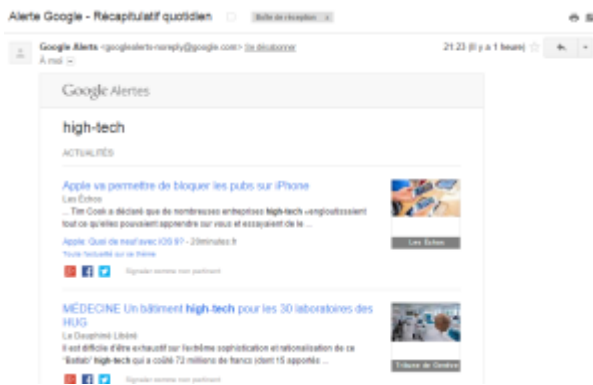 Alerte Google - Récapitulatif quotidien
Boîte de réception x
Google Alerts <googlealerts-noreply@google.com> Se désabonner
21:23 (il y a 1 heure)
À moi
Google Alertes
high-tech
ACTUALITÉS
Apple va permettre de bloquer les pubs sur iPhone
Les Échos
... Tim Cook a déclaré que de nombreuses entreprises high-tech «engloutissaient
tout ce qu'elles pouvaient apprendre sur vous et essayaient de le ...
Les Echos
Apple: Quoi de neuf avec iOS 9? - 20minutes.fr
Toute l'actualité sur ce thème
Signaler comme non pertinent
MÉDECINE Un bâtiment high-tech pour les 30 laboratoires des
HUG
Le Dauphiné Libéré
Il est difficile d'être exhaustif sur l'extrême sophistication et rationalisation de ce
"Batlab" high-tech qui a coûté 72 millions de francs (dont 15 apportés ...
Tribune de Genève
Signaler comme non pertinent